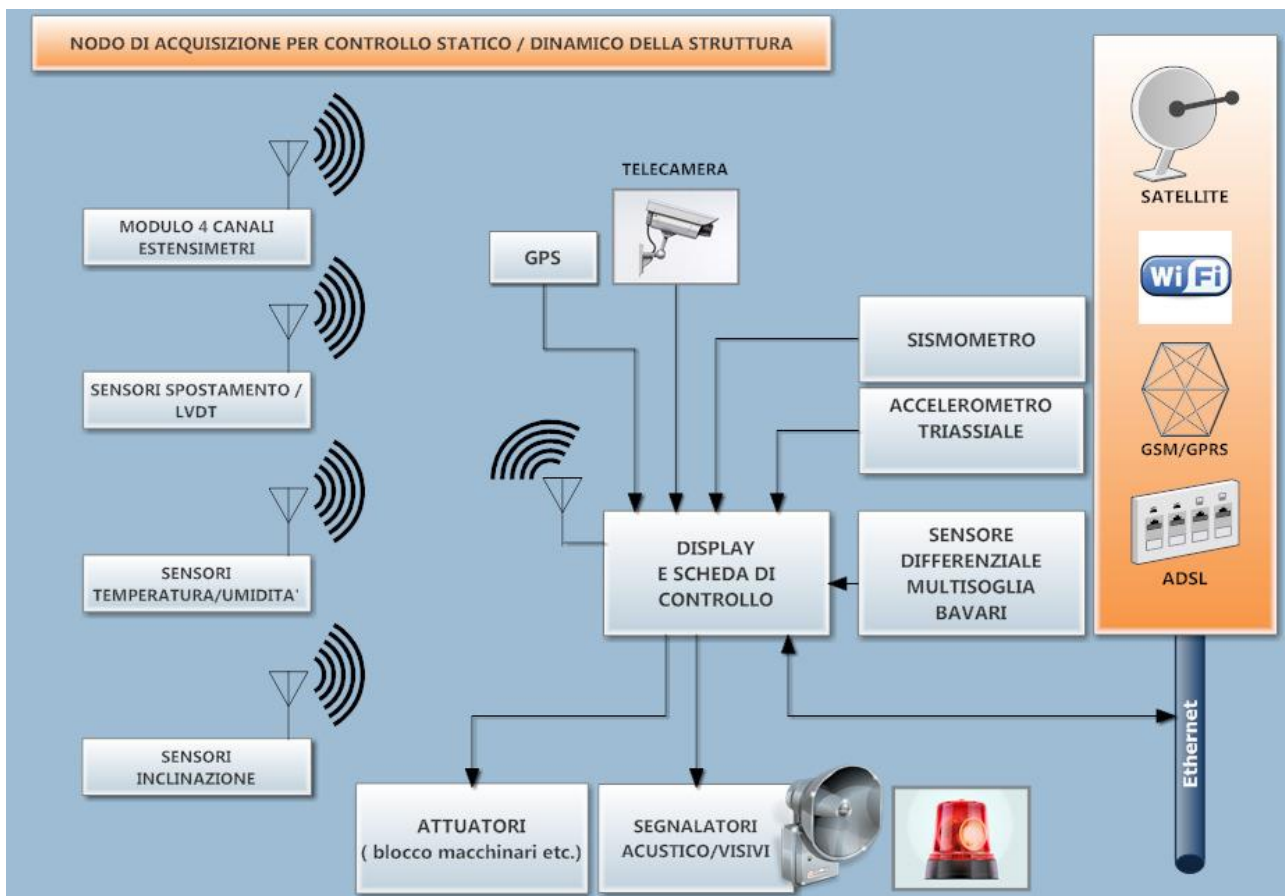 NODO DI ACQUISIZIONE PER CONTROLLO STATICO / DINAMICO DELLA STRUTTURA
MODULO 4 CANALI
ESTENSIMETRI
SENSORI SPOSTAMENTO /
LVDT
SENSORI
TEMPERATURA/UMIDITA'
SENSORI
INCLINAZIONE
TELECAMERA
GPS
SISMOMETRO
ACCELEROMETRO
TRIASSIALE
DISPLAY
E SCHEDA DI
CONTROLLO
SENSORE
DIFFERENZIALE
MULTISOGLIA
BAVARI
ATTUATORI
( blocco macchinari etc.)
SEGNALATORI
ACUSTICO/VISIVI
SATELLITE
Wi Fi
GSM/GPRS
ADSL
Ethernet